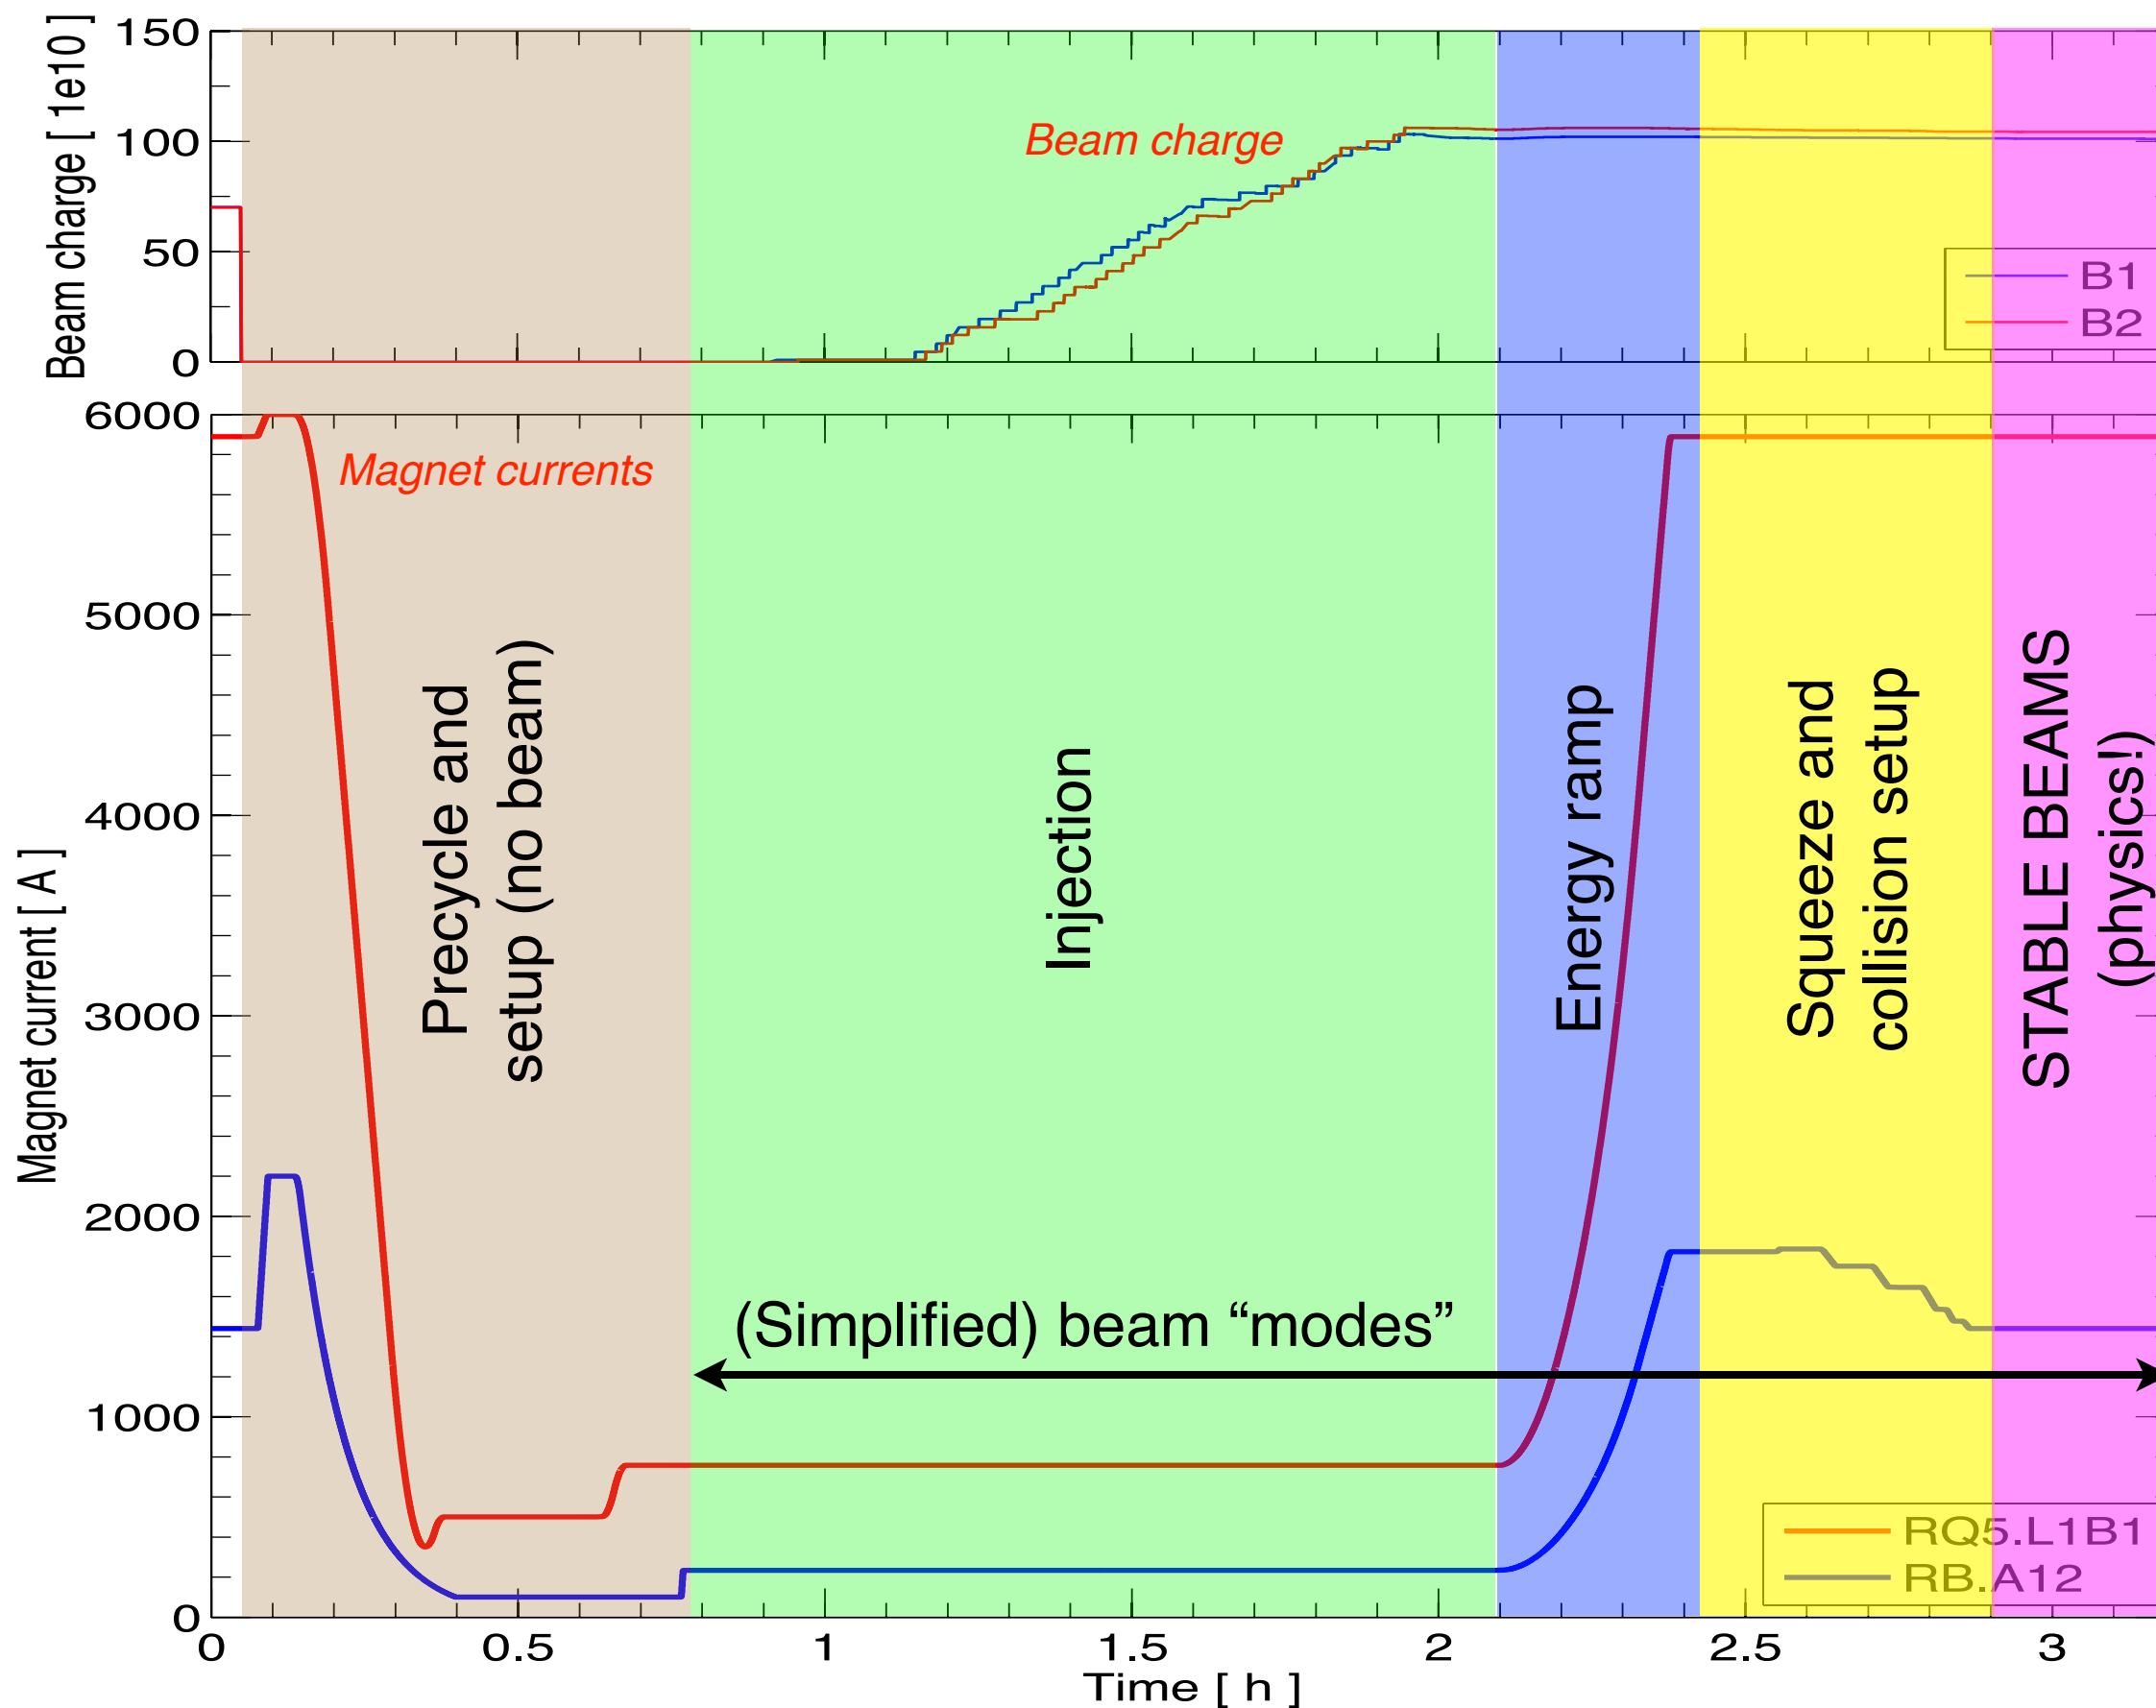 Beam charge [ 1e10 ]
150
100
50
0
Beam charge
B1
B2
Magnet current [ A ]
6000
5000
4000
3000
2000
1000
0
Magnet currents
Precycle and
setup (no beam)
Injection
Energy ramp
Squeeze and
collision setup
STABLE BEAMS
(physics!)
(Simplified) beam “modes”
RQ5.L1B1
RB.A12
0
0.5
1
1.5
2
2.5
3
Time [ h ]